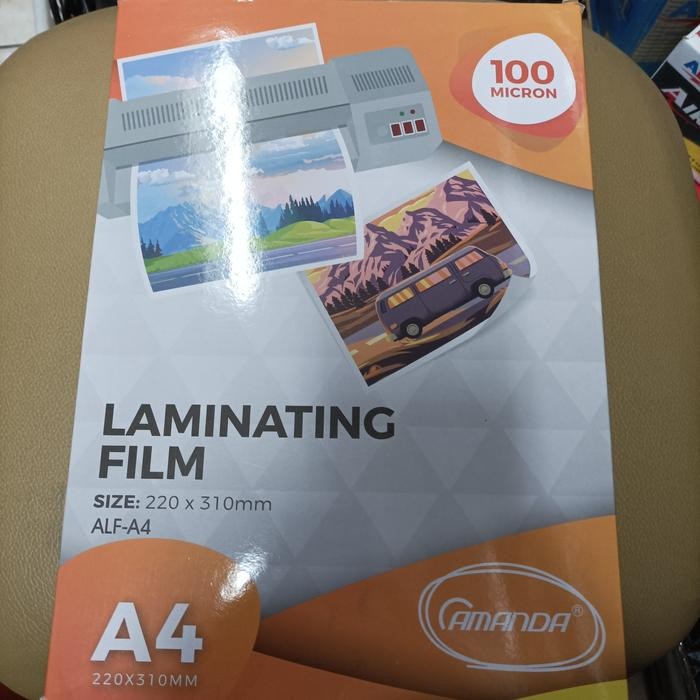 100
MICRON
LAMINATING
FILM
SIZE: 220 x 310mm
ALF-A4
A4
220X310MM
AMANDA®